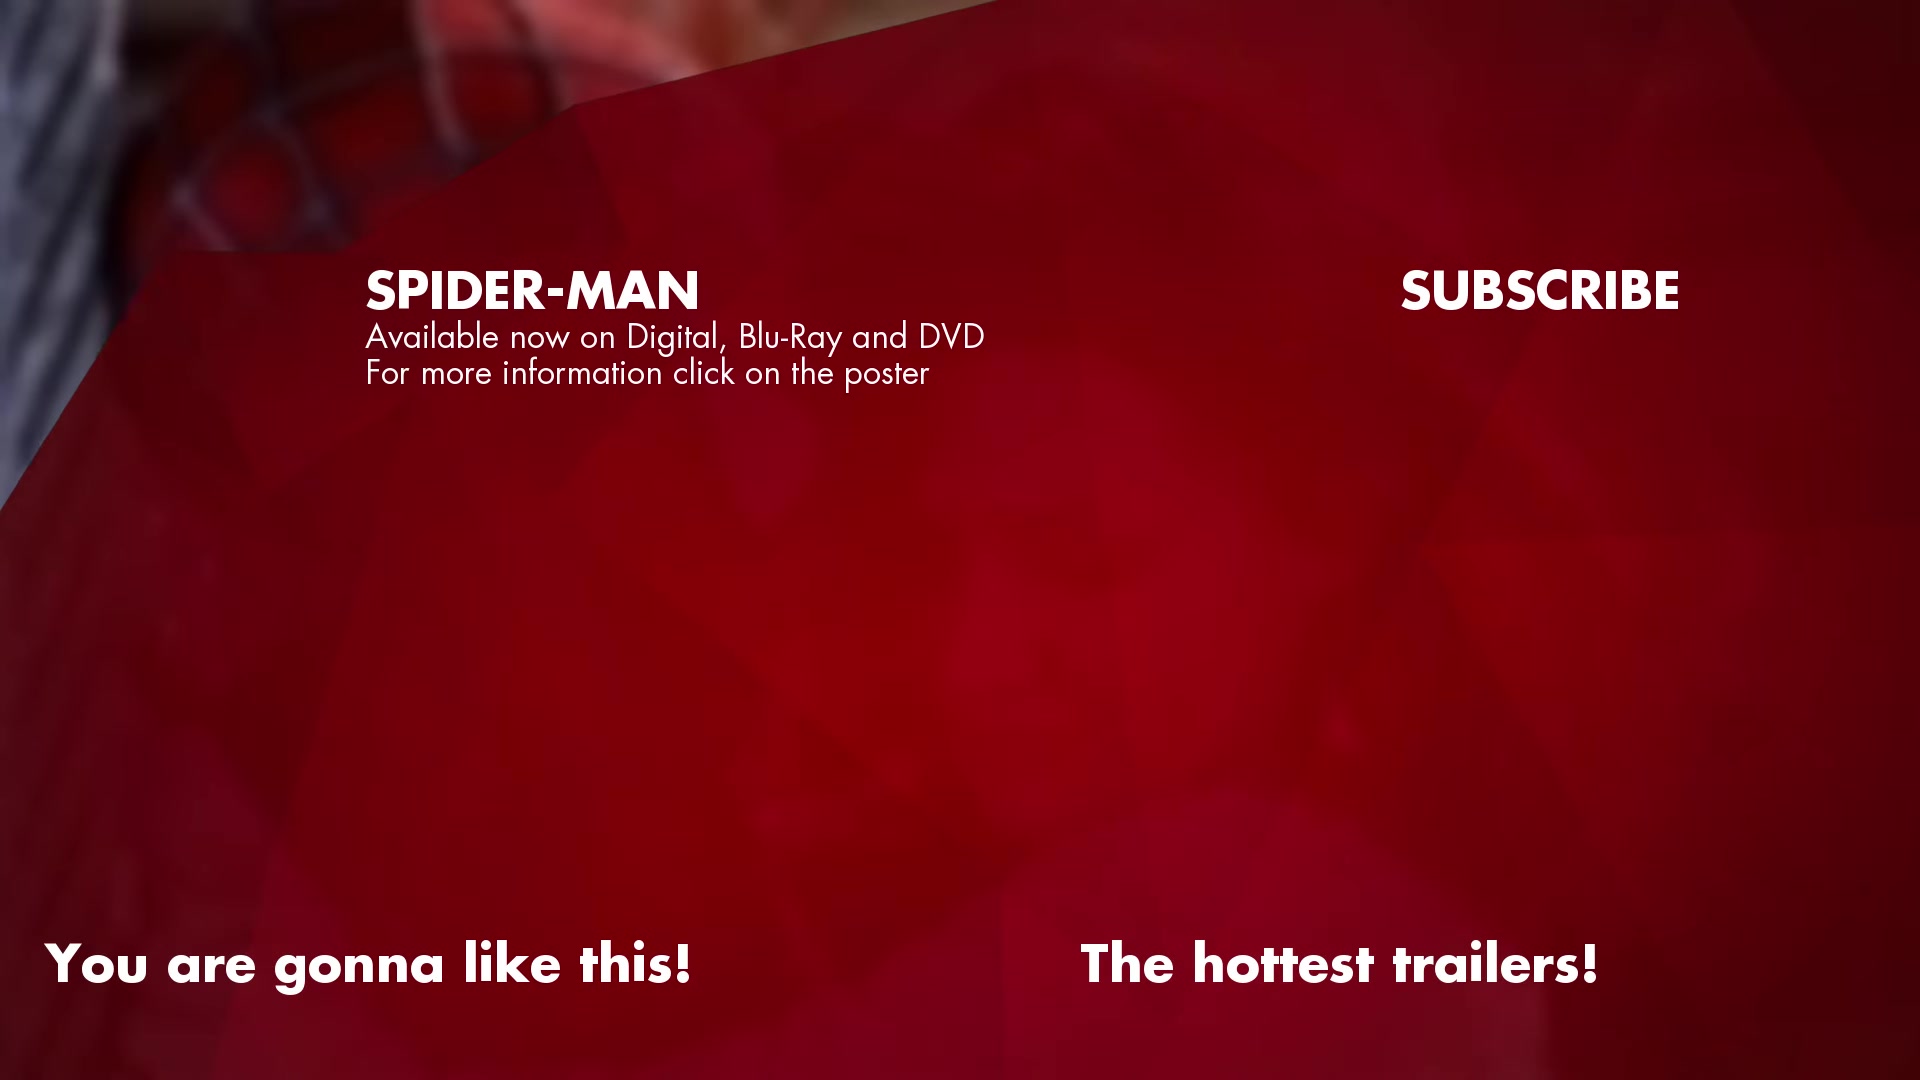 SPIDER-MAN
Available now on Digital, Blu-Ray and DVD
For more information click on the poster
SUBSCRIBE
You are gonna like this!
The hottest trailers!